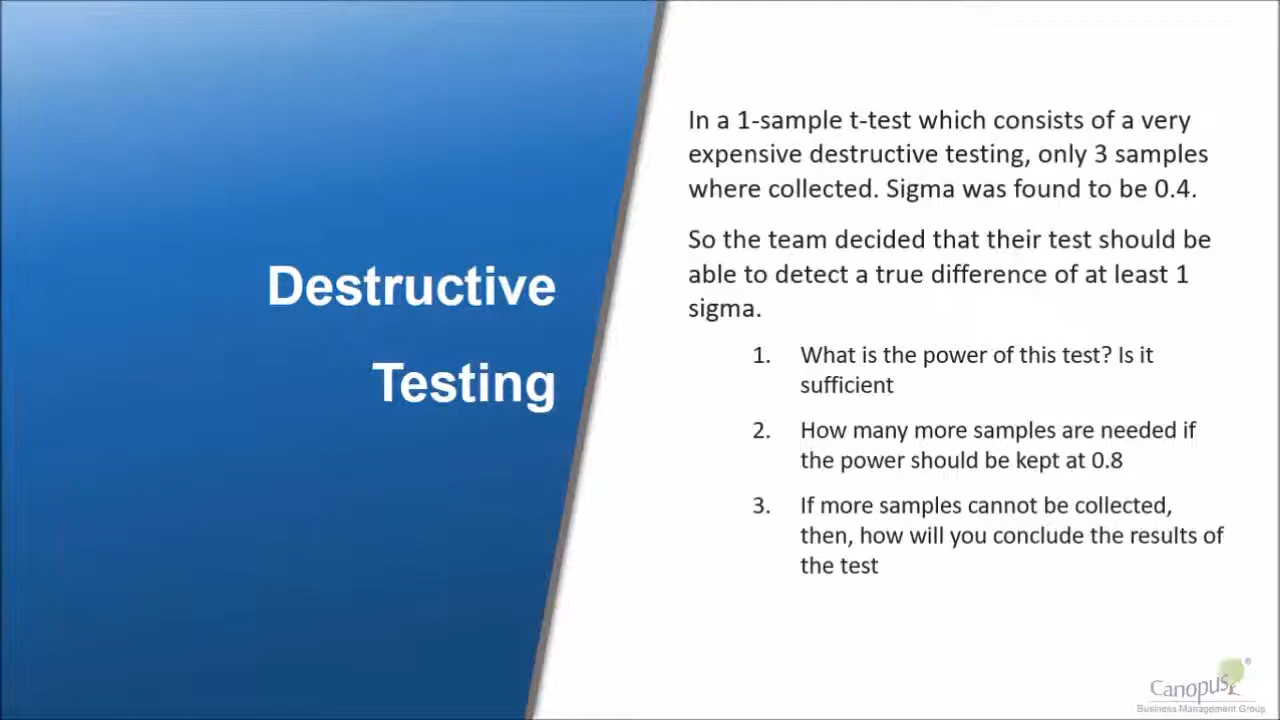 Destructive
Testing
In a 1-sample t-test which consists of a very
expensive destructive testing, only 3 samples
where collected. Sigma was found to be 0.4.
So the team decided that their test should be
able to detect a true difference of at least 1
sigma.
1. What is the power of this test? Is it
sufficient
2. How many more samples are needed if
the power should be kept at 0.8
3. If more samples cannot be collected,
then, how will you conclude the results of
the test
Canopus®
Business Management Group